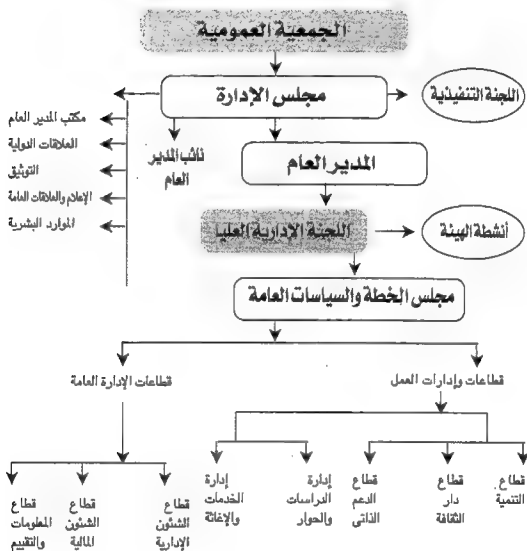 الجمعية العمومية
مجلس الإدارة
اللجنة التنفيذية
مكتب المدير العام
العلاقات الدولية
التوثيق
الإعلام والعلاقات العامة
الموارد البشرية
نائب المدير
العام
المدير العام
اللجنة الإدارية العليا
أنشطة الهيئة
مجلس الخطة والسياسات العامة
قطاعات وإدارات العمل
قطاعات الإدارة العامة
قطاع
التنمية
قطاع
دار
الثقافة
قطاع
الدعم
الذاتى
إدارة
الدراسات
والحوار
إدارة
الخدمات
والإغاثة
قطاع
الشئون
الإدارية
قطاع
الشئون
المالية
قطاع
المعلومات
والتقييم